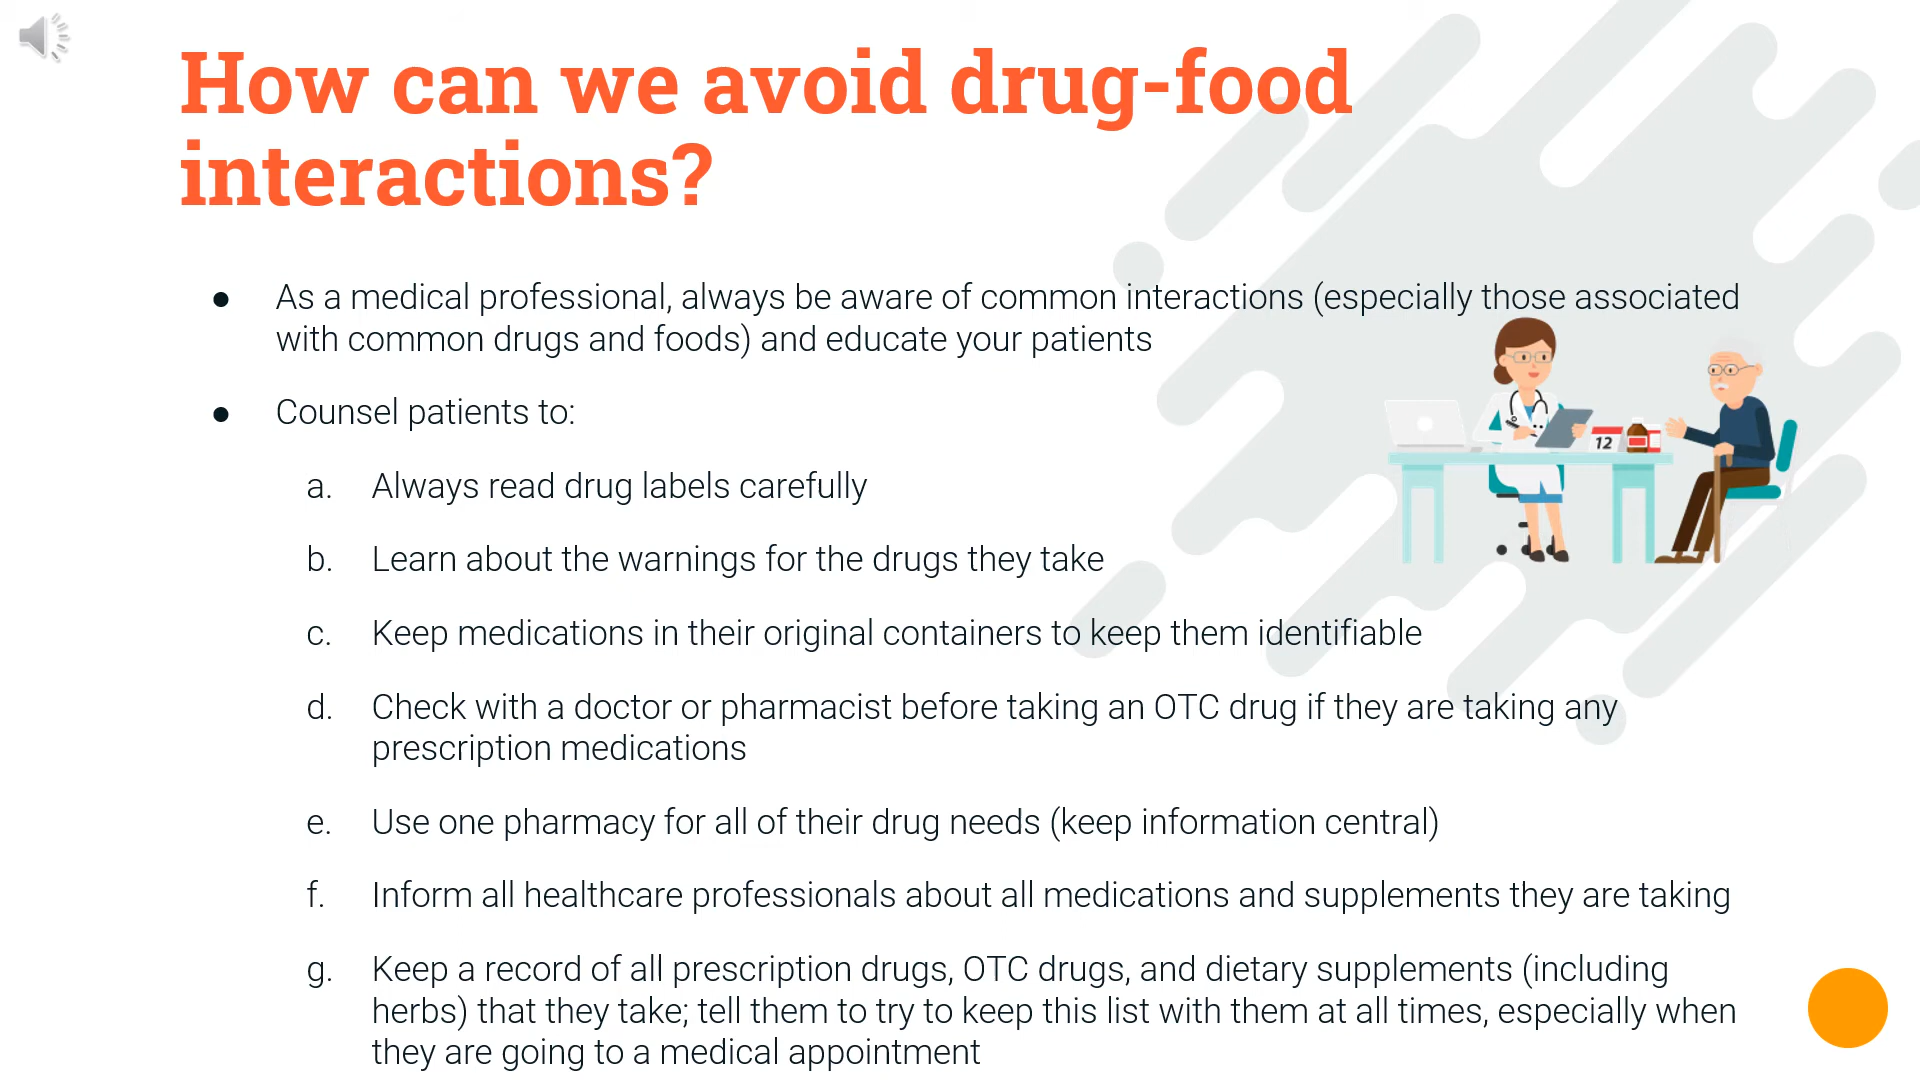 How can we avoid drug-food
interactions?
● As a medical professional, always be aware of common interactions (especially those associated
with common drugs and foods) and educate your patients
● Counsel patients to:
a. Always read drug labels carefully
b. Learn about the warnings for the drugs they take
c. Keep medications in their original containers to keep them identifiable
d. Check with a doctor or pharmacist before taking an OTC drug if they are taking any
prescription medications
e. Use one pharmacy for all of their drug needs (keep information central)
f. Inform all healthcare professionals about all medications and supplements they are taking
g. Keep a record of all prescription drugs, OTC drugs, and dietary supplements (including
herbs) that they take; tell them to try to keep this list with them at all times, especially when
they are going to a medical appointment
12